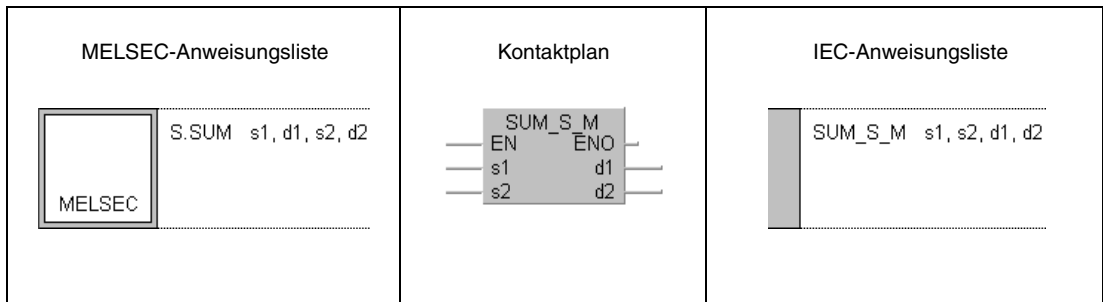 MELSEC-Anweisungsliste
MELSEC
S.SUM s1, d1, s2, d2
Kontaktplan
SUM_S_M
EN ENO
s1 d1
s2 d2
IEC-Anweisungsliste
SUM_S_M s1, s2, d1, d2